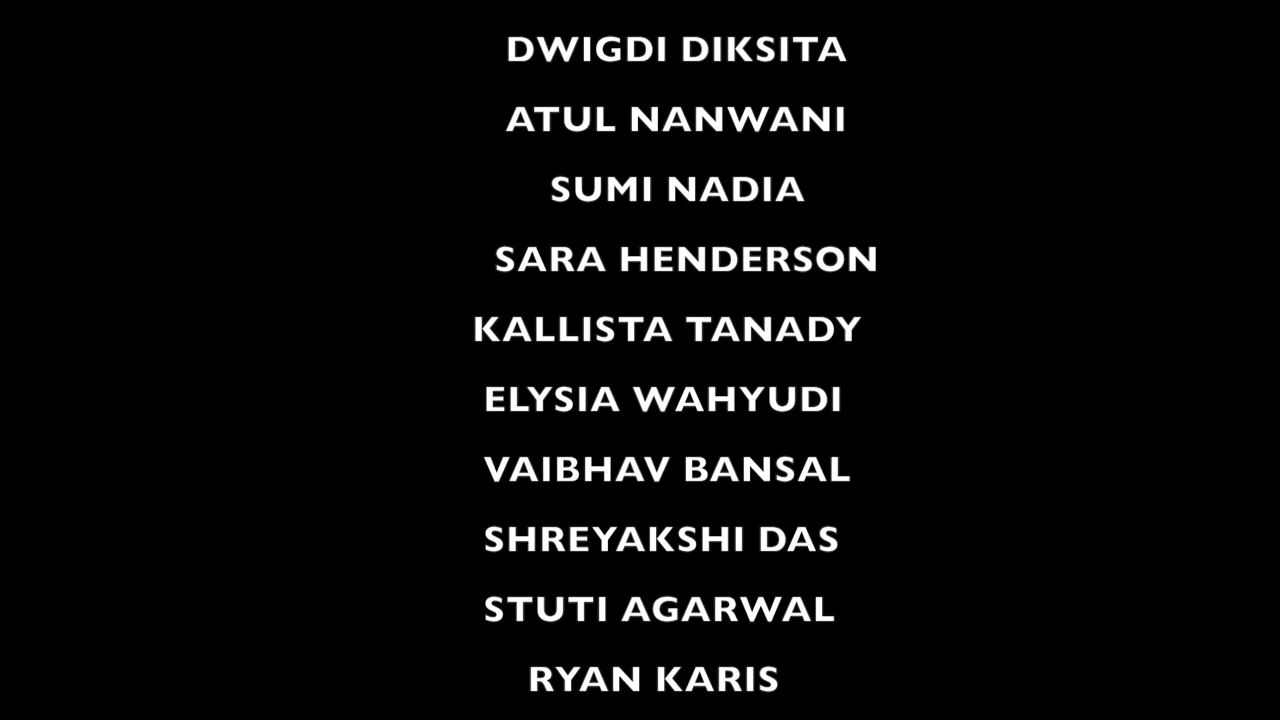 DWIGDI DIKSITA
ATUL NANWANI
SUMI NADIA
SARA HENDERSON
KALLISTA TANADY
ELYSIA WAHYUDI
VAIBHAV BANSAL
SHREYAKSHI DAS
STUTI AGARWAL
RYAN KARIS